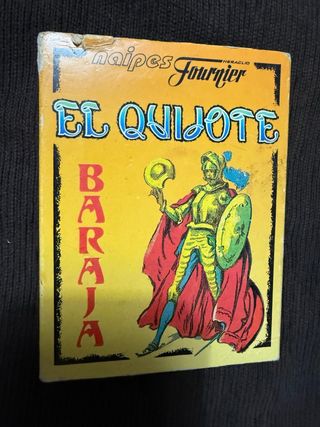 naipes
HERACLIO
Fournier
EL QUIJOTE
BARAJA